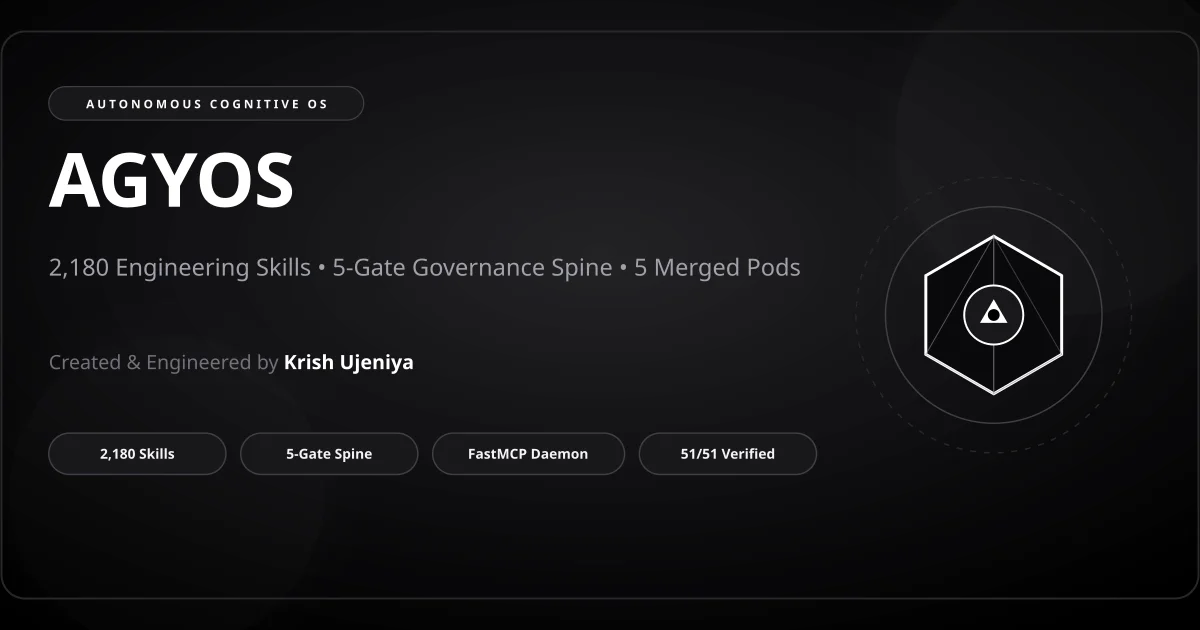 AUTONOMOUS COGNITIVE OS
AGYOS
2,180 Engineering Skills • 5-Gate Governance Spine • 5 Merged Pods
Created & Engineered by Krish Ujeniya
2,180 Skills
5-Gate Spine
FastMCP Daemon
51/51 Verified